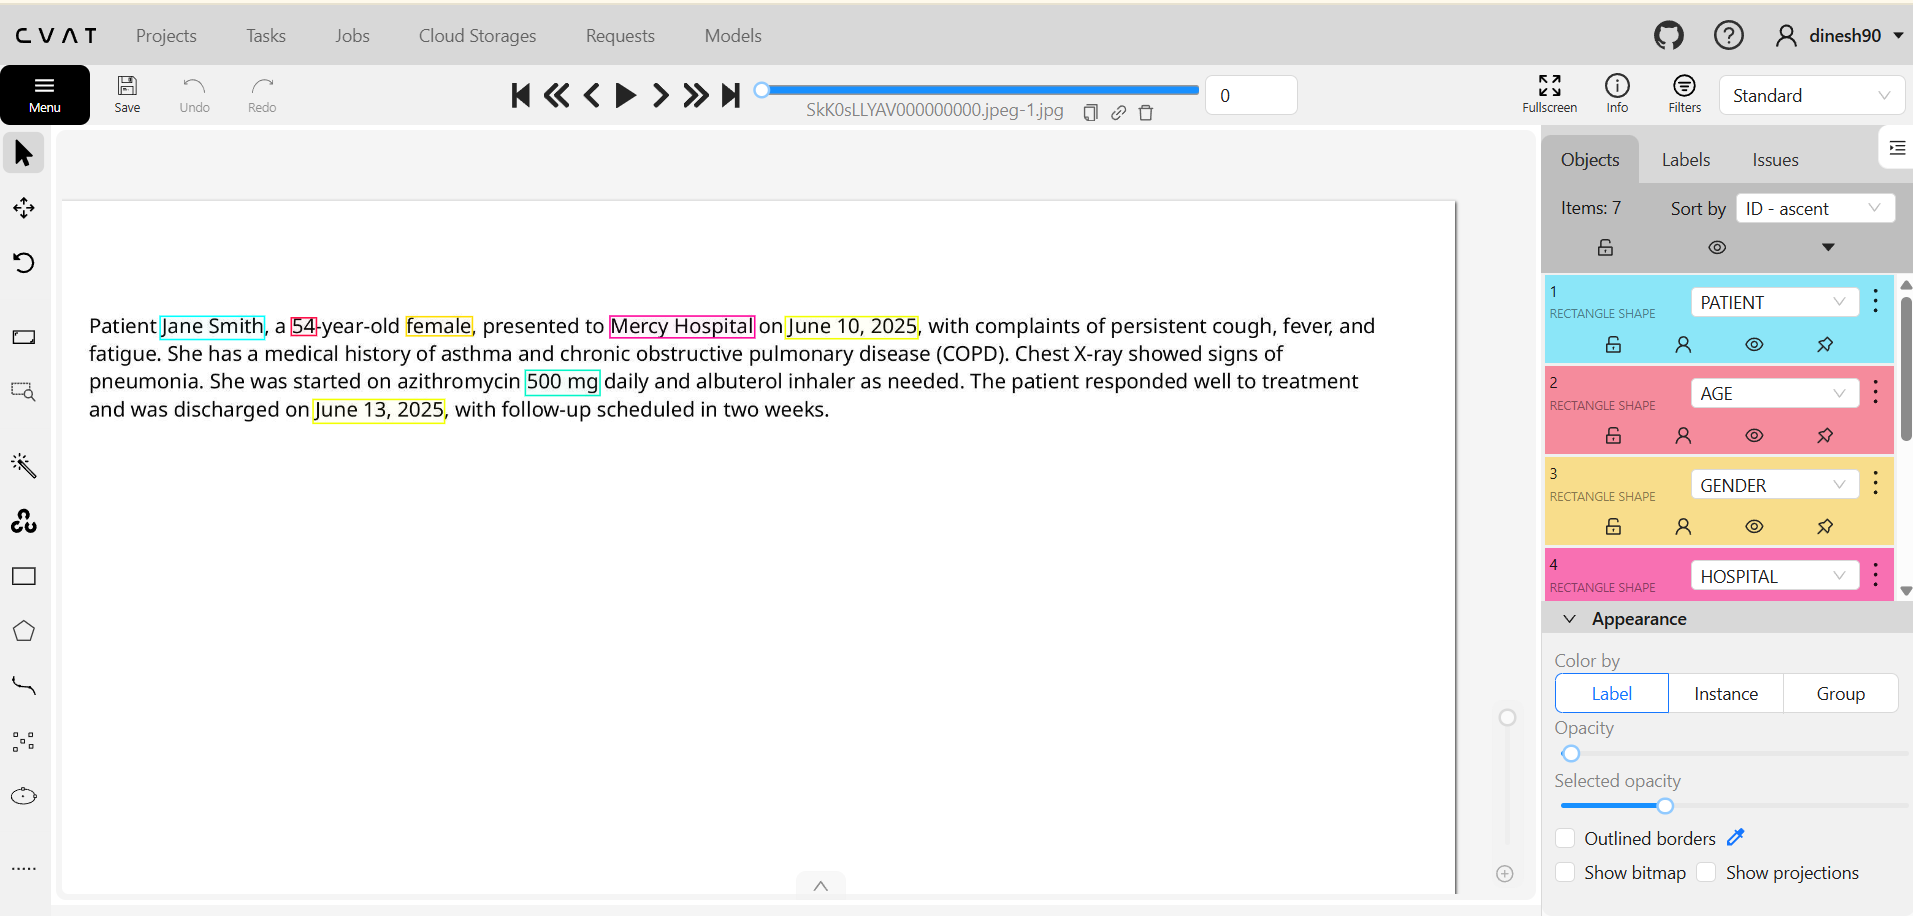 CVAT
Projects
Tasks
Jobs
Cloud Storages
Requests
Models
dinesh90
Menu
Save
Undo
Redo
SkK0sLLYAV000000000.jpeg-1.jpg
0
Fullscreen
Info
Filters
Standard
Patient Jane Smith, a 54-year-old female, presented to Mercy Hospital on June 10, 2025, with complaints of persistent cough, fever, and
fatigue. She has a medical history of asthma and chronic obstructive pulmonary disease (COPD). Chest X-ray showed signs of
pneumonia. She was started on azithromycin 500 mg daily and albuterol inhaler as needed. The patient responded well to treatment
and was discharged on June 13, 2025, with follow-up scheduled in two weeks.
Objects
Labels
Issues
Items: 7
Sort by
ID - ascent
1
RECTANGLE SHAPE
PATIENT
2
RECTANGLE SHAPE
AGE
3
RECTANGLE SHAPE
GENDER
4
RECTANGLE SHAPE
HOSPITAL
Appearance
Color by
Label
Instance
Group
Opacity
Selected opacity
Outlined borders
Show bitmap
Show projections